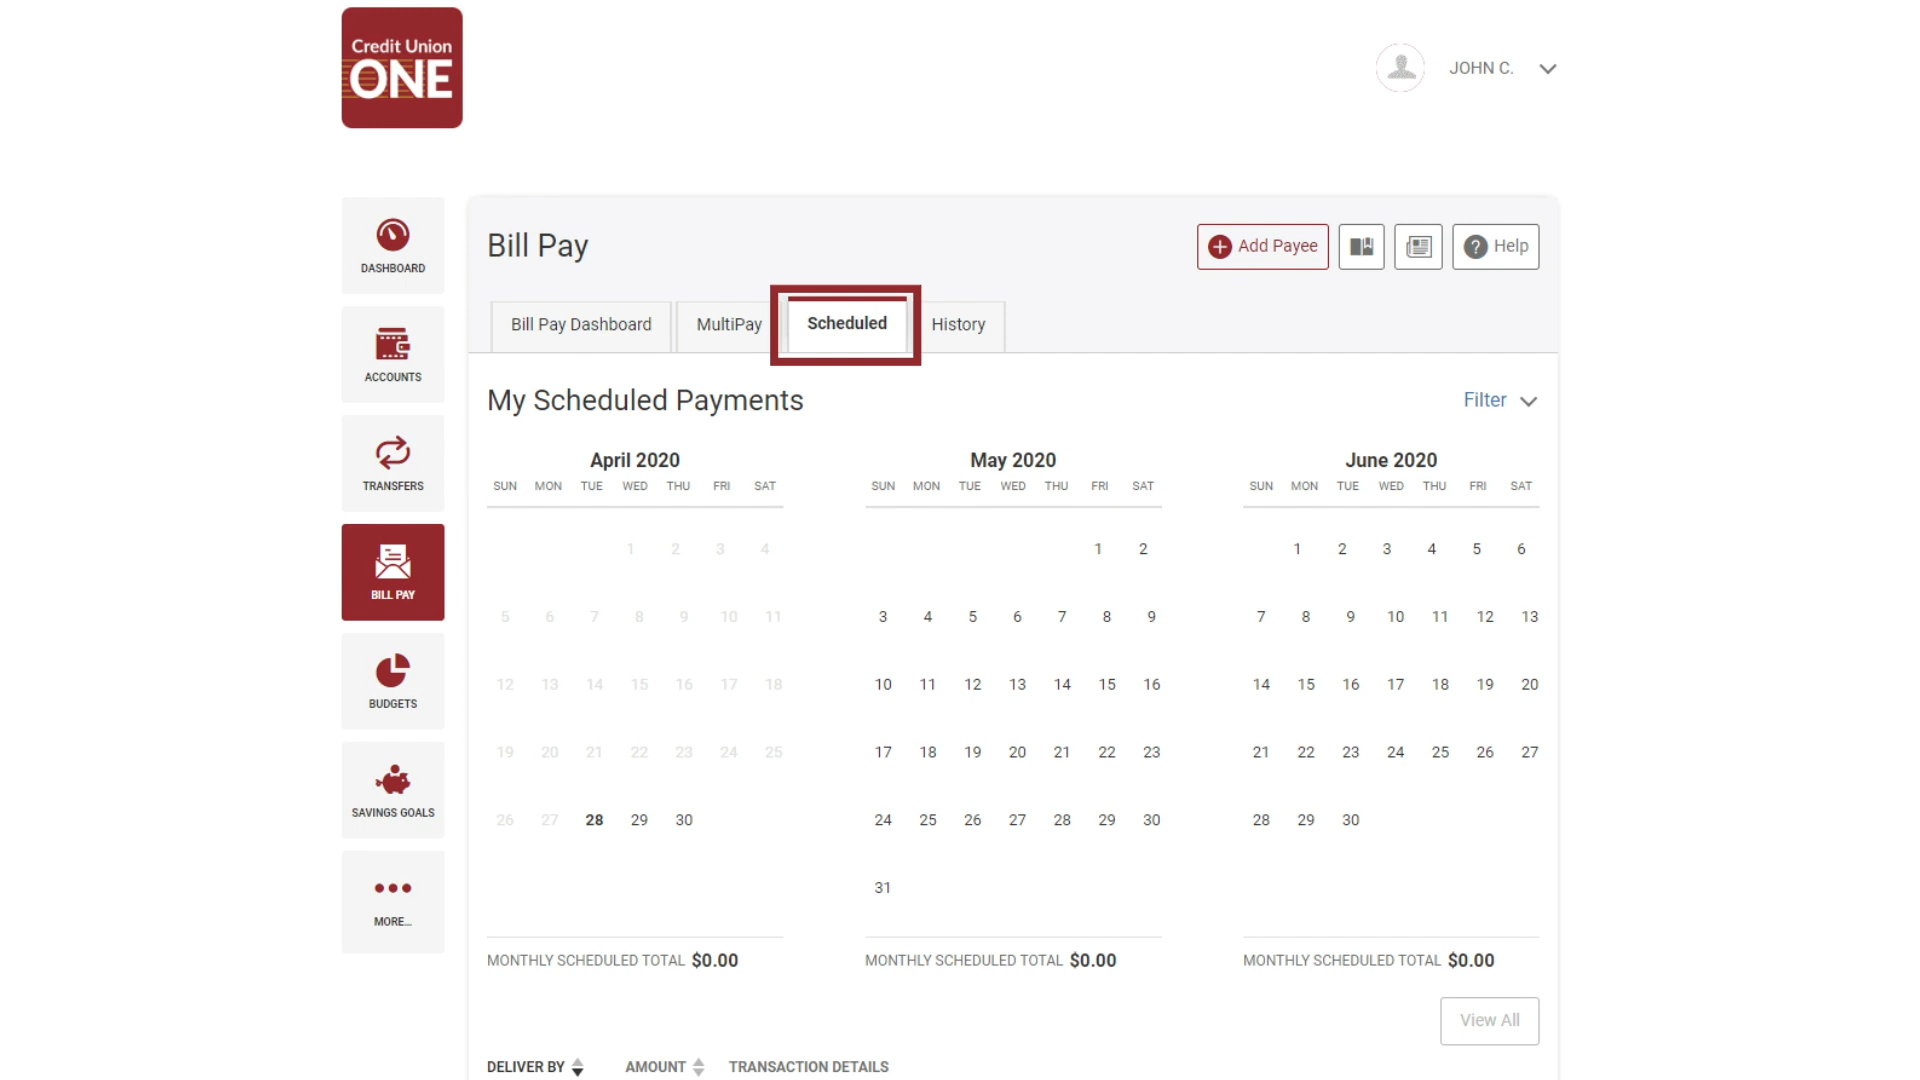 Credit Union
ONE
JOHN C.
DASHBOARD
ACCOUNTS
TRANSFERS
BILL PAY
BUDGETS
SAVINGS GOALS
MORE...
Bill Pay
Add Payee
? Help
Bill Pay Dashboard MultiPay Scheduled History
My Scheduled Payments
Filter
April 2020
SUN MON TUE WED THU FRI SAT
1 2 3 4
5 6 7 8 9 10 11
12 13 14 15 16 17 18
19 20 21 22 23 24 25
26 27 28 29 30
MONTHLY SCHEDULED TOTAL $0.00
May 2020
SUN MON TUE WED THU FRI SAT
1 2
3 4 5 6 7 8 9
10 11 12 13 14 15 16
17 18 19 20 21 22 23
24 25 26 27 28 29 30
31
MONTHLY SCHEDULED TOTAL $0.00
June 2020
SUN MON TUE WED THU FRI SAT
1 2 3 4 5 6
7 8 9 10 11 12 13
14 15 16 17 18 19 20
21 22 23 24 25 26 27
28 29 30
MONTHLY SCHEDULED TOTAL $0.00
View All
DELIVER BY AMOUNT TRANSACTION DETAILS